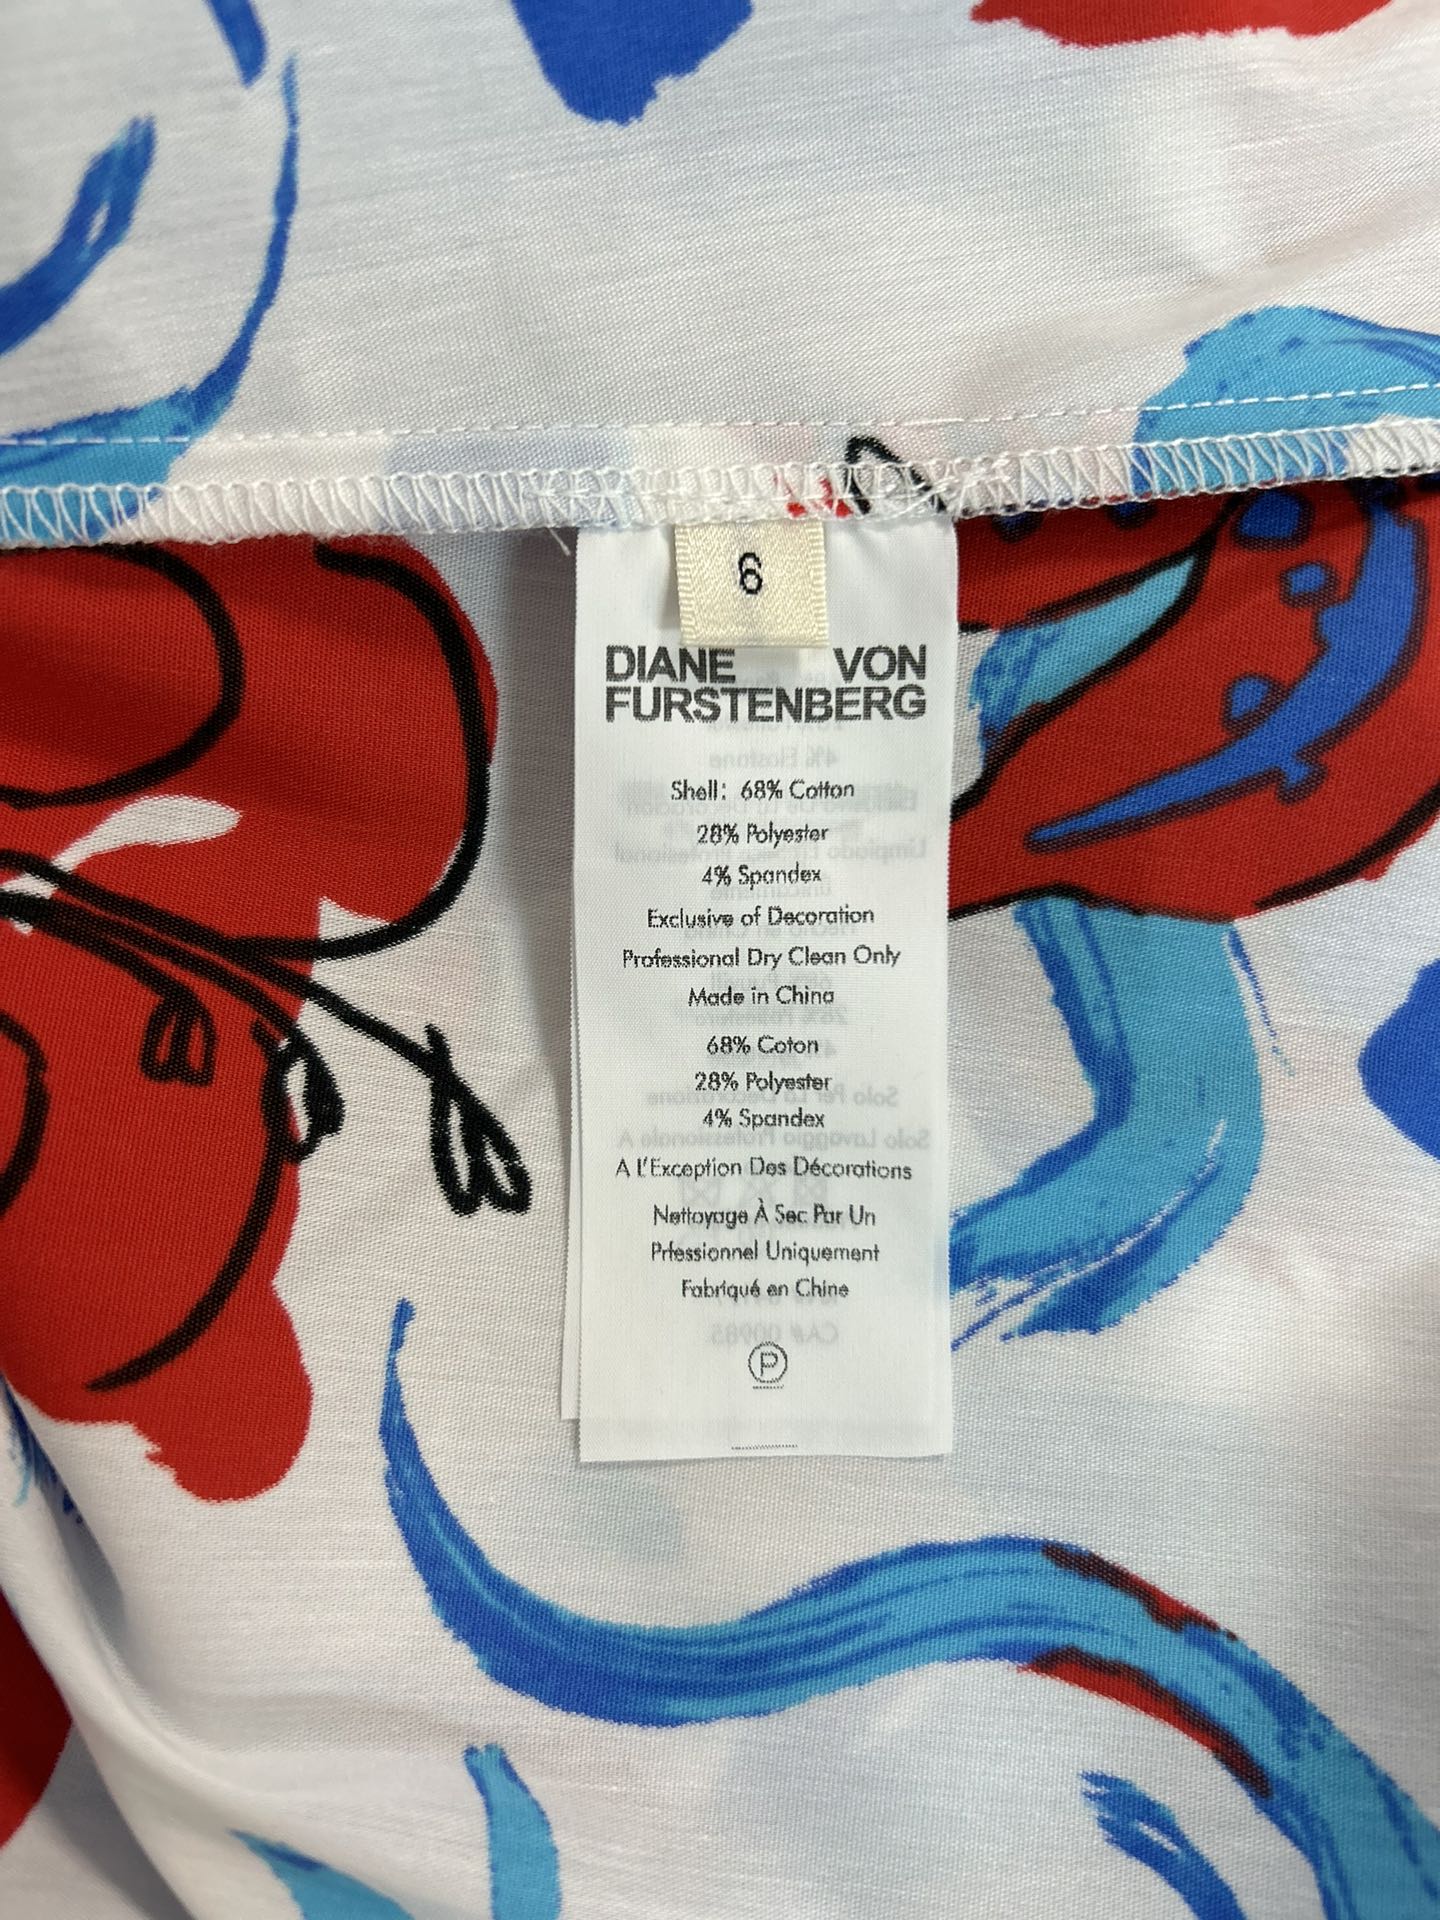 6
DIANE VON
FURSTENBERG
Shell: 68% Cotton
28% Polyester
4% Spandex
Exclusive of Decoration
Professional Dry Clean Only
Made in China
68% Coton
28% Polyester
4% Spandex
A L'Exception Des Décorations
Nettoyage À Sec Par Un
Prfessionnel Uniquement
Fabriqué en Chine
P